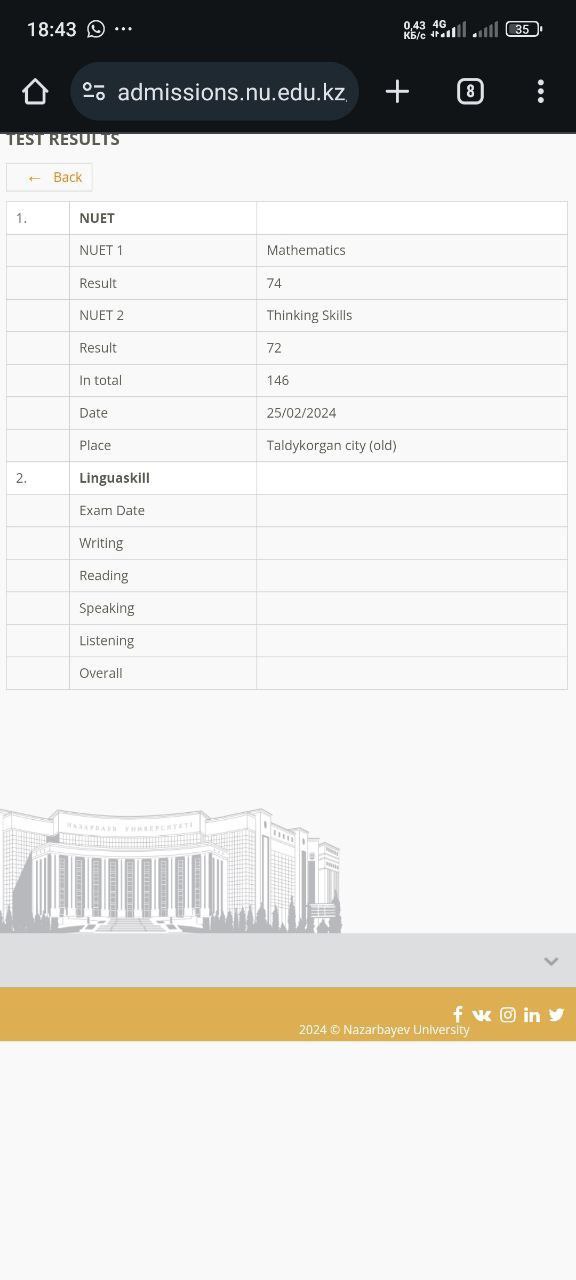 18:43 ...
0,43 КБ/с 4G 35
admissions.nu.edu.kz 8
TEST RESULTS
← Back
1. NUET
NUET 1 Mathematics
Result 74
NUET 2 Thinking Skills
Result 72
In total 146
Date 25/02/2024
Place Taldykorgan city (old)
2. Linguaskill
Exam Date
Writing
Reading
Speaking
Listening
Overall
НАЗАРБАЕВ УНИВЕРСИТЕТІ
2024 © Nazarbayev University